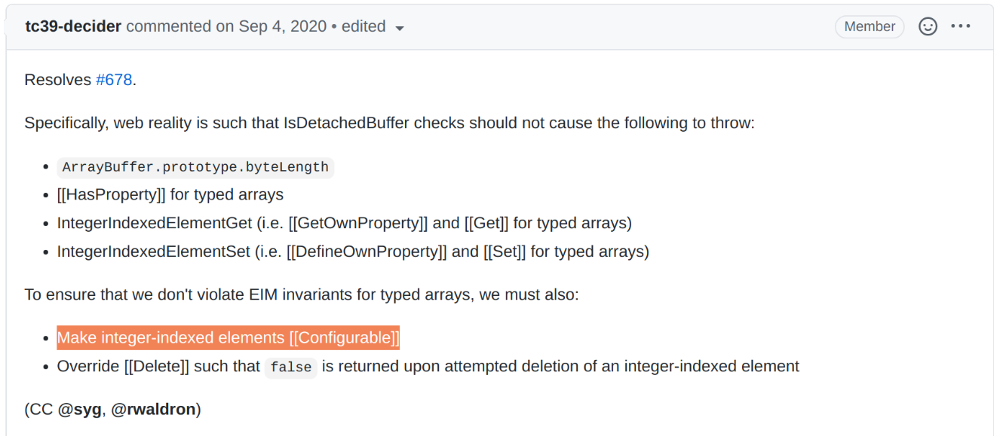 tc39-decider commented on Sep 4, 2020 • edited
Member
Resolves #678.
Specifically, web reality is such that IsDetachedBuffer checks should not cause the following to throw:
• ArrayBuffer.prototype.byteLength
• [[HasProperty]] for typed arrays
• IntegerIndexedElementGet (i.e. [[GetOwnProperty]] and [[Get]] for typed arrays)
• IntegerIndexedElementSet (i.e. [[DefineOwnProperty]] and [[Set]] for typed arrays)
To ensure that we don't violate EIM invariants for typed arrays, we must also:
• Make integer-indexed elements [[Configurable]]
• Override [[Delete]] such that false is returned upon attempted deletion of an integer-indexed element
(CC @syg, @rwaldron)